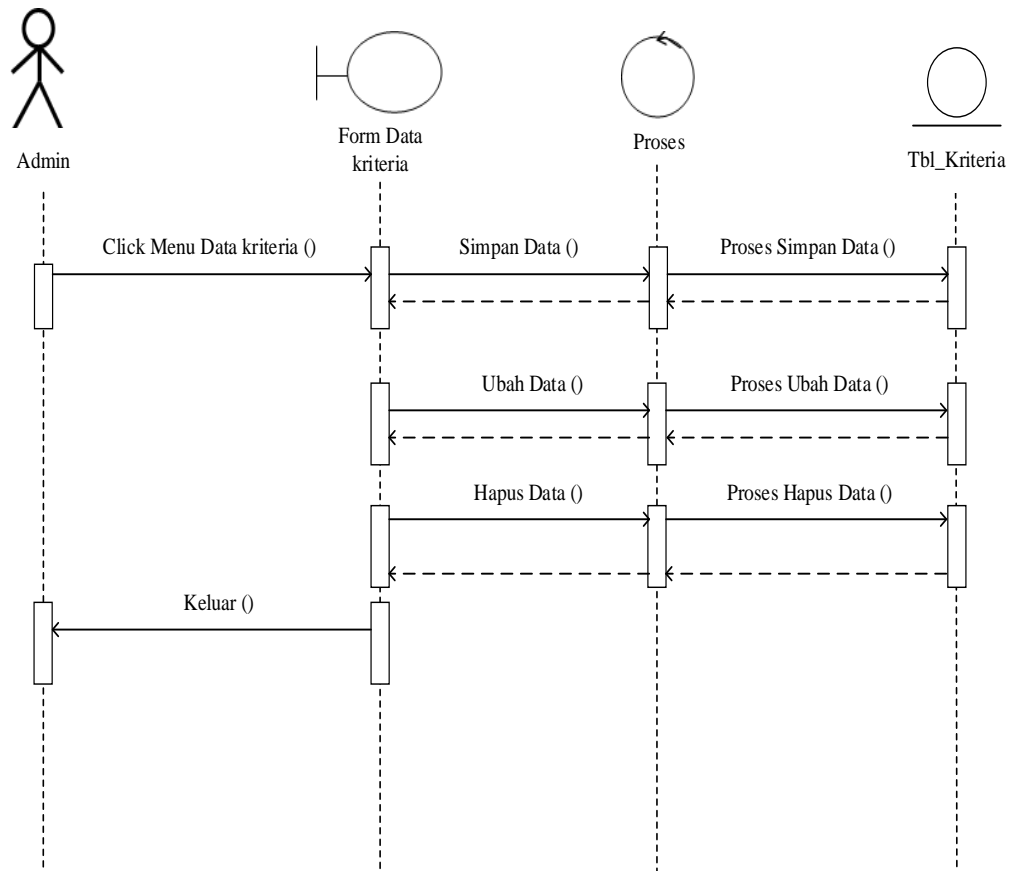 Admin
Form Data
kriteria
Proses
Tbl_Kriteria
Click Menu Data kriteria ()
Simpan Data ()
Proses Simpan Data ()
Ubah Data ()
Proses Ubah Data ()
Hapus Data ()
Proses Hapus Data ()
Keluar ()